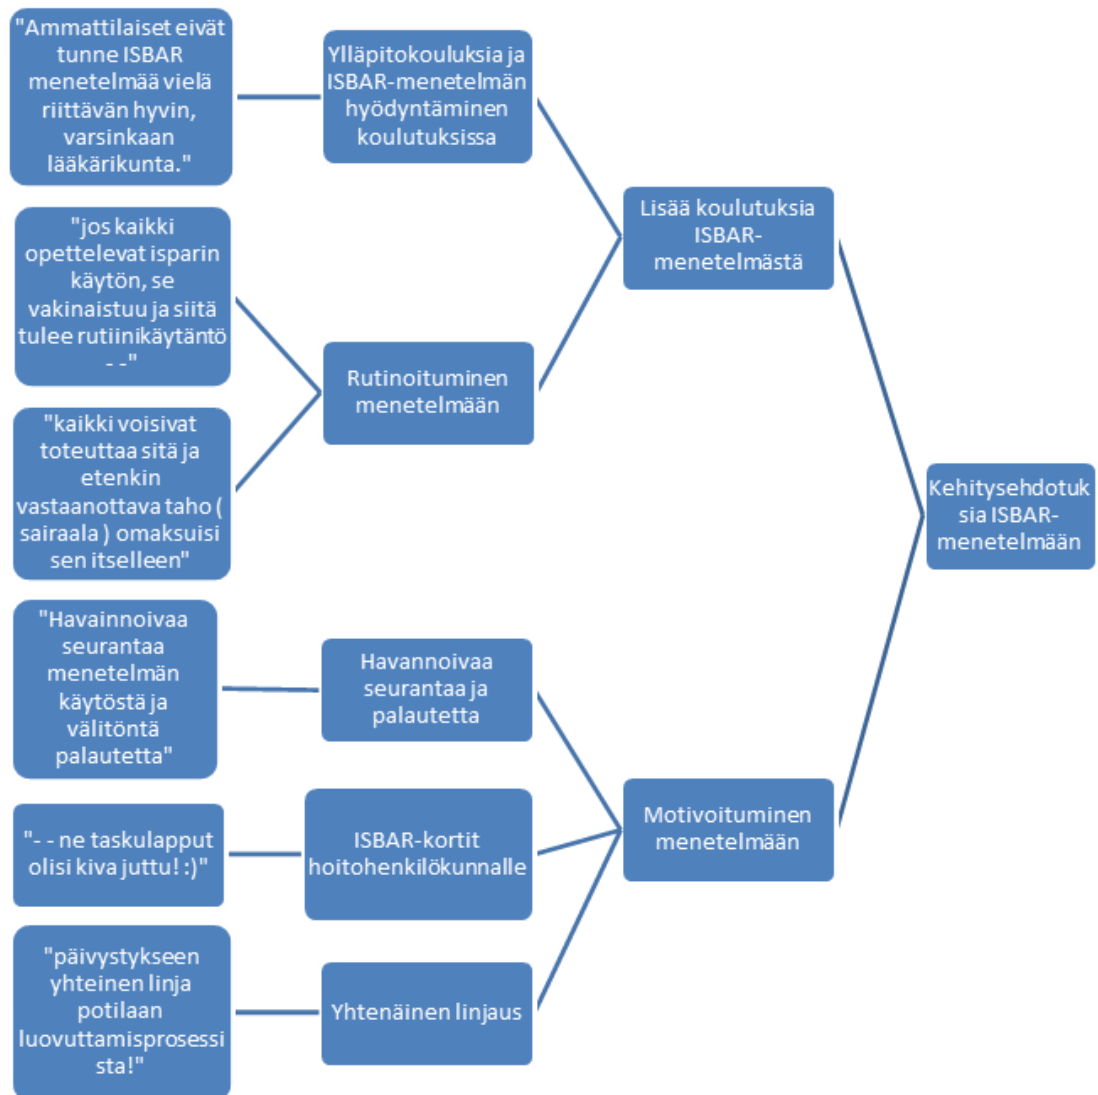 "Ammattilaiset eivät
tunne ISBAR
menetelmää vielä
riittävän hyvin,
varsinkaan
lääkärikunta."
Ylläpitokouluksia ja
ISBAR-menetelmän
hyödyntäminen
koulutuksissa
"jos kaikki
opettelevat isparin
käytön, se
vakinaistuu ja siitä
tulee rutiinikäytäntö
- -"
"kaikki voisivat
toteuttaa sitä ja
etenkin
vastaanottava taho (
sairaala ) omaksuisi
sen itselleen"
Rutinoituminen
menetelmään
Lisää koulutuksia
ISBAR-
menetelmästä
"Havainnoivaa
seurantaa
menetelmän
käytöstä ja
välitöntä
palautetta"
Havannoivaa
seurantaa ja
palautetta
"- - ne taskulapput
olisi kiva juttu! :)"
ISBAR-kortit
hoitohenkilökunnalle
"päivystykseen
yhteinen linja
potilaan
luovuttamisprosessi
sta!"
Yhtenäinen linjaus
Motivoituminen
menetelmään
Kehitysehdotuk
sia ISBAR-
menetelmään